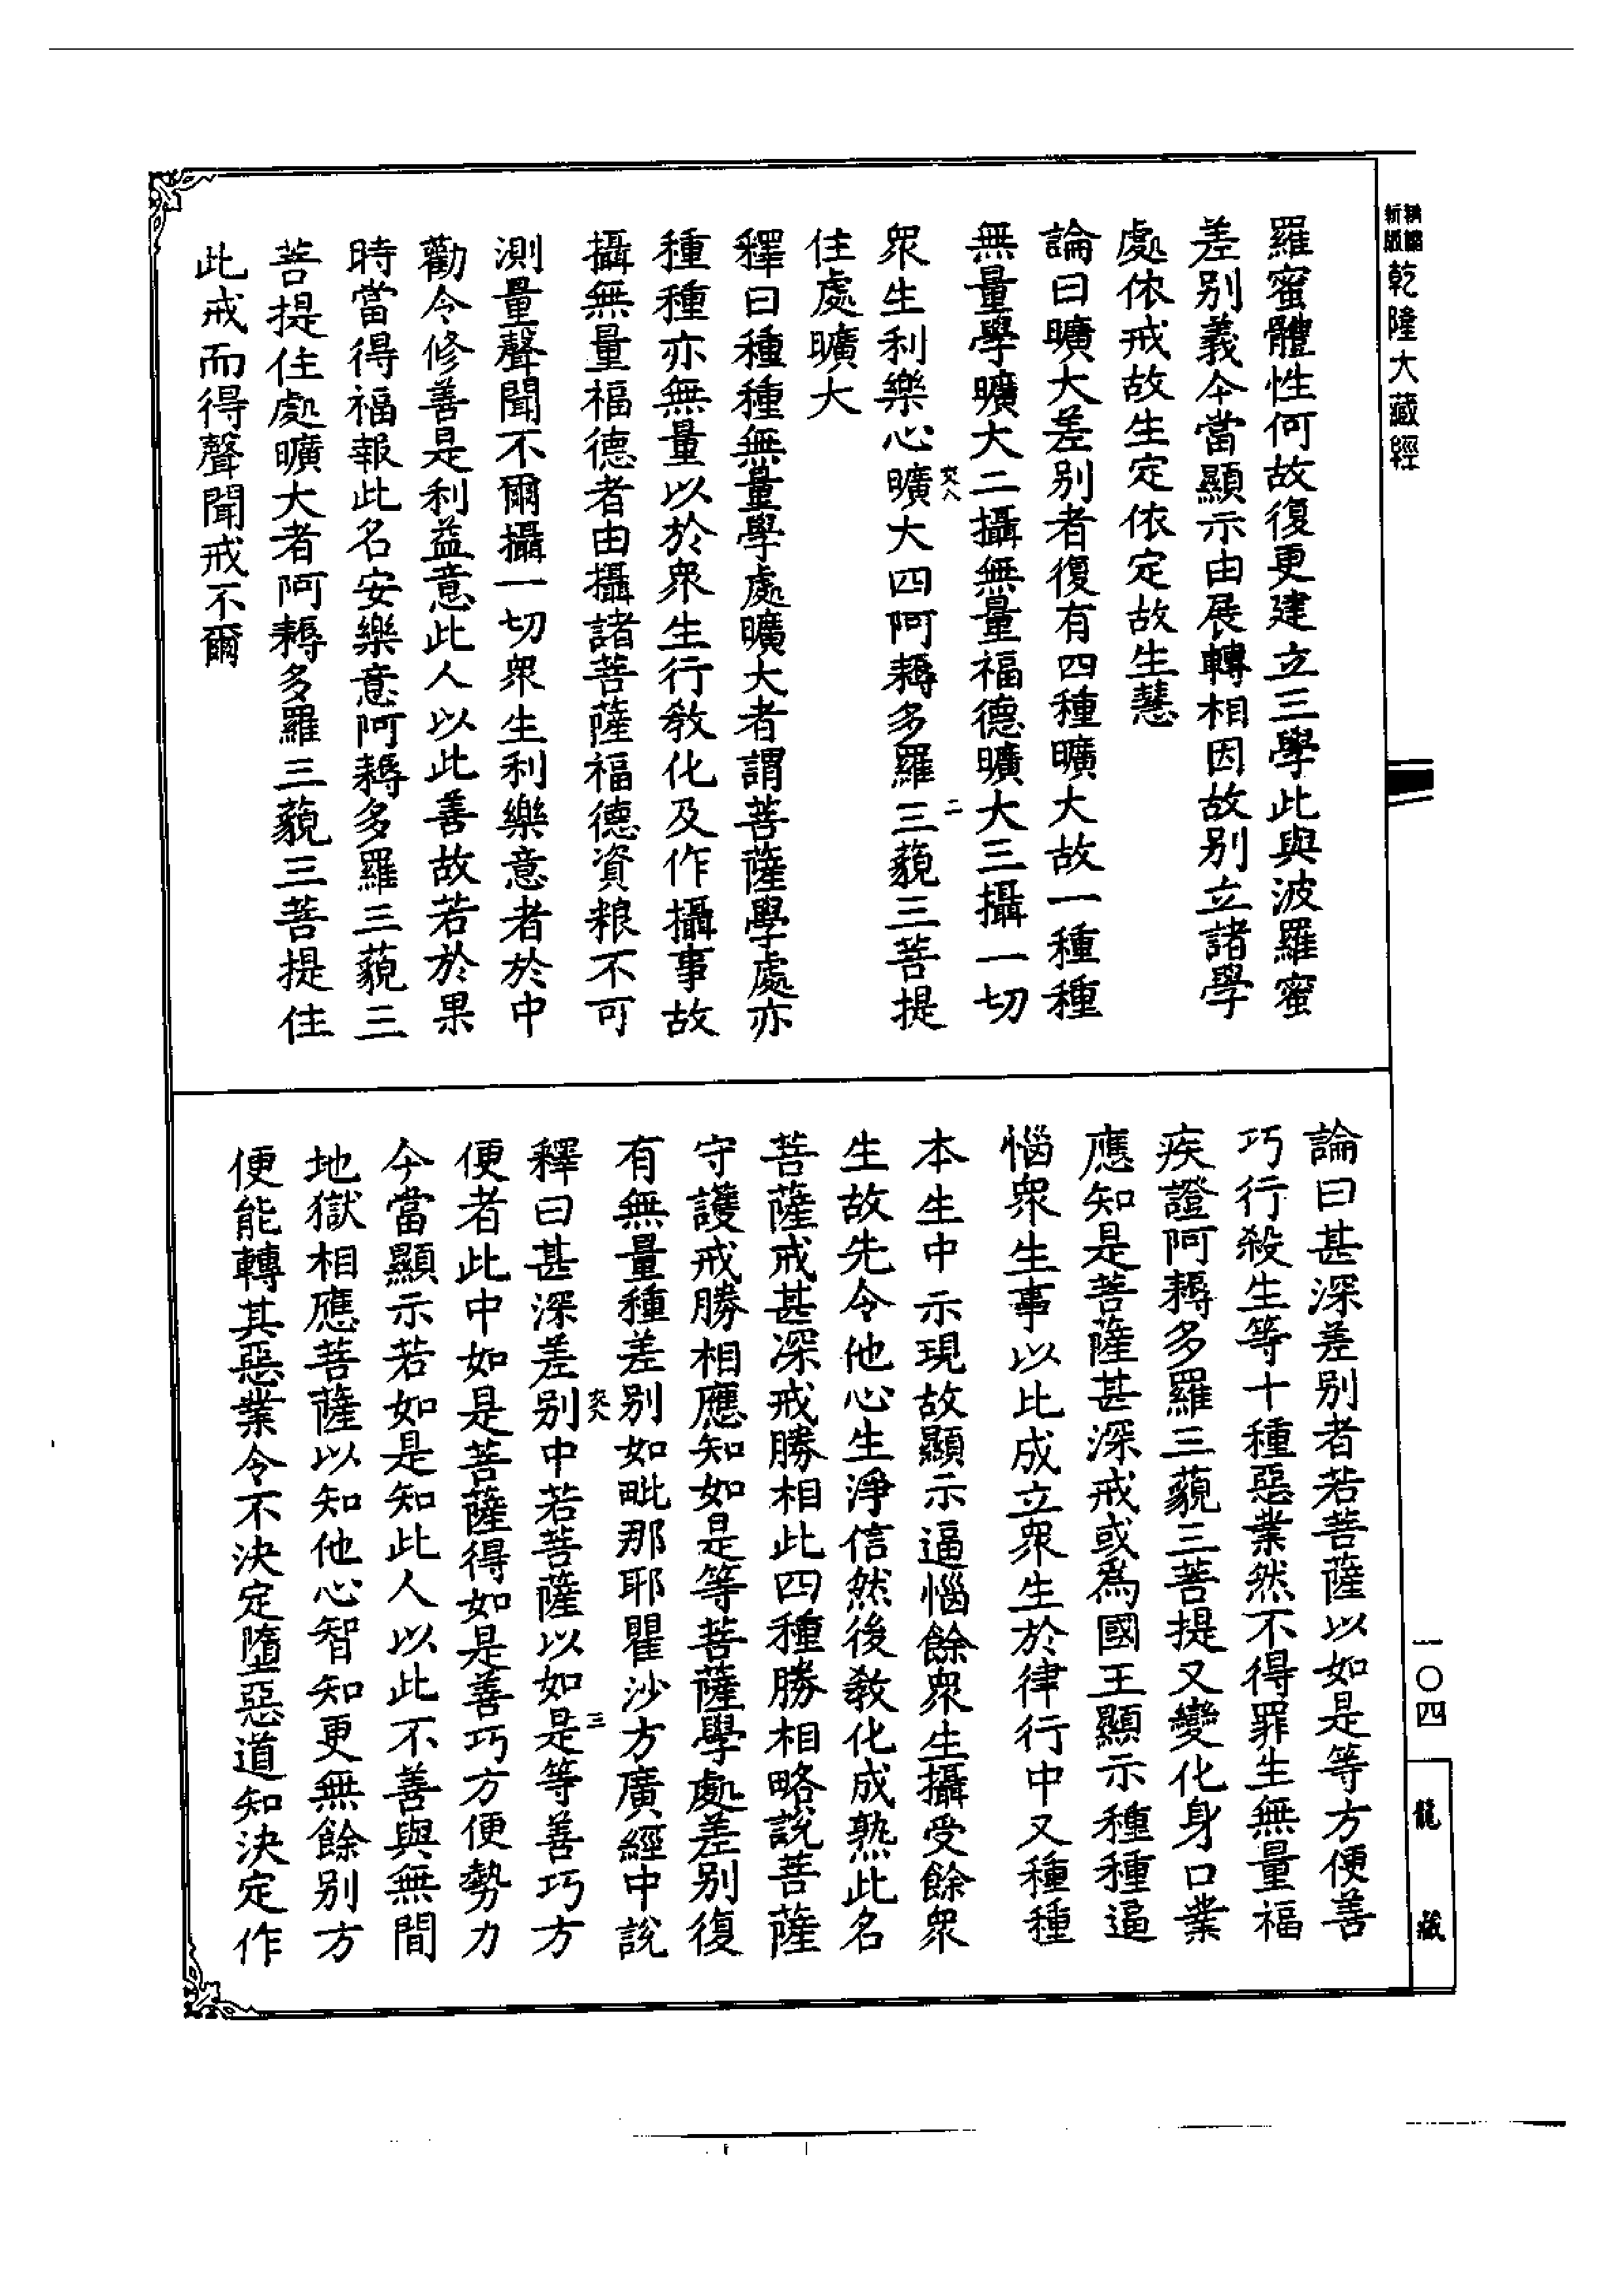 新版精縮乾隆大藏經
羅蜜體性何故復更建立三學此與波羅蜜
差别義今當顯示由展轉相因故别立諸學
處依戒故生定依定故生慧
論曰曠大差别者復有四種曠大故一種種
無量學曠大二攝無量福德曠大三攝一切
衆生利樂心曠大四阿耨多羅三藐三菩提
住處曠大
釋曰種種無量學處曠大者謂菩薩學處亦
種種亦無量以於衆生行教化及作攝事故
攝無量福德者由攝諸菩薩福德資粮不可
測量聲聞不爾攝一切衆生利樂意者於中
勸令修善是利益意此人以此善故若於果
時當得福報此名安樂意阿耨多羅三藐三
菩提住處曠大者阿耨多羅三藐三菩提住
此戒而得聲聞戒不爾
論曰甚深差别者若菩薩以如是等方便善
巧行殺生等十種惡業然不得罪生無量福
疾證阿耨多羅三藐三菩提又變化身口業
應知是菩薩甚深戒或爲國王顯示種種逼
惱衆生事以比成立衆生於律行中又種種
本生中示現故顯示逼惱餘衆生攝受餘衆
生故先令他心生淨信然後教化成熟此名
菩薩戒甚深戒勝相此四種勝相略說菩薩
守護戒勝相應知如是等菩薩學處差别復
有無量種差别如毗那耶瞿沙方廣經中說
釋曰甚深差别中若菩薩以如是等善巧方
便者此中如是菩薩得如是善巧方便勢力
今當顯示若如是知此人以此不善與無間
地獄相應菩薩以知他心智知更無餘别方
便能轉其惡業令不決定墮惡道知決定作
二
三
一〇四
龍藏